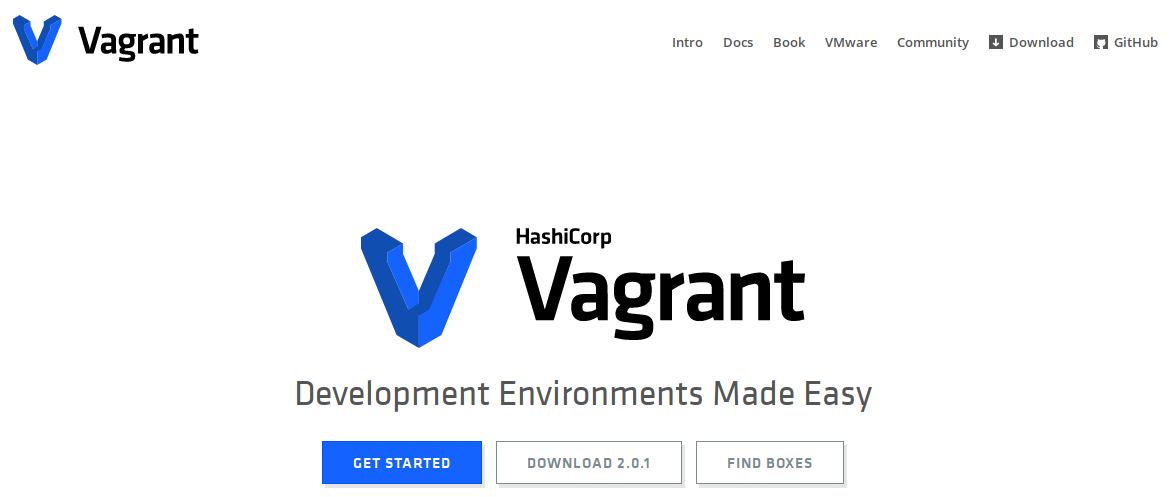 Vagrant
Intro Docs Book VMware Community Download GitHub
HashiCorp
Vagrant
Development Environments Made Easy
GET STARTED DOWNLOAD 2.0.1 FIND BOXES